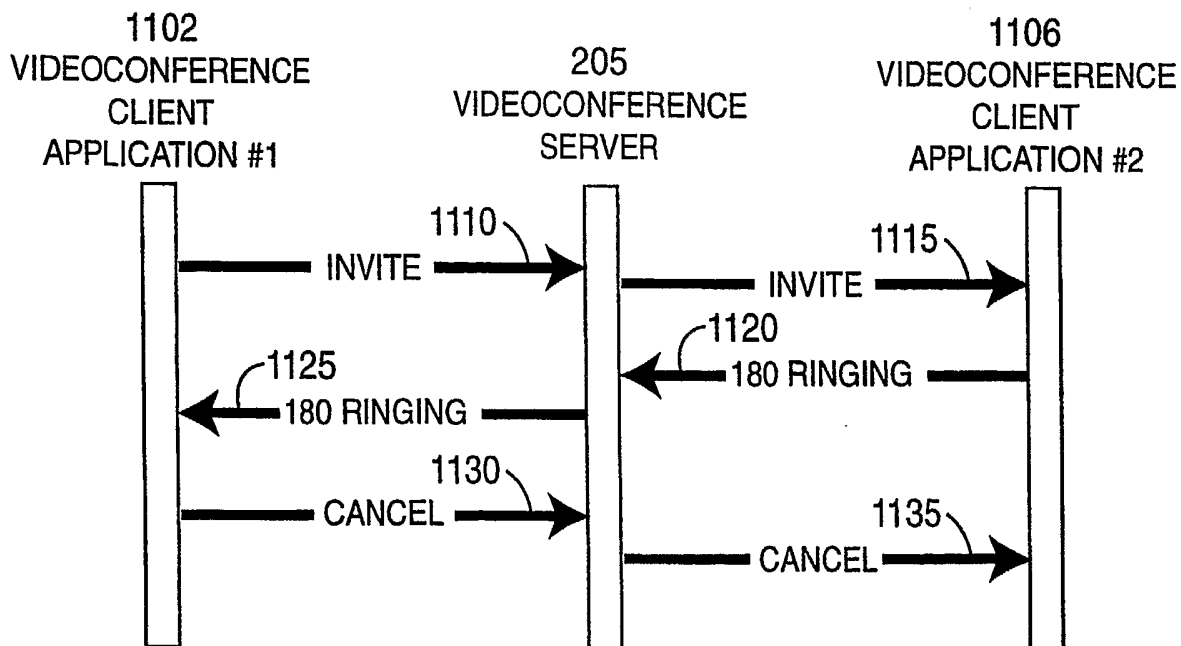 1102
VIDEOCONFERENCE
CLIENT
APPLICATION #1
205
VIDEOCONFERENCE
SERVER
1106
VIDEOCONFERENCE
CLIENT
APPLICATION #2
1110
INVITE
1115
INVITE
1120
180 RINGING
1125
180 RINGING
1130
CANCEL
1135
CANCEL